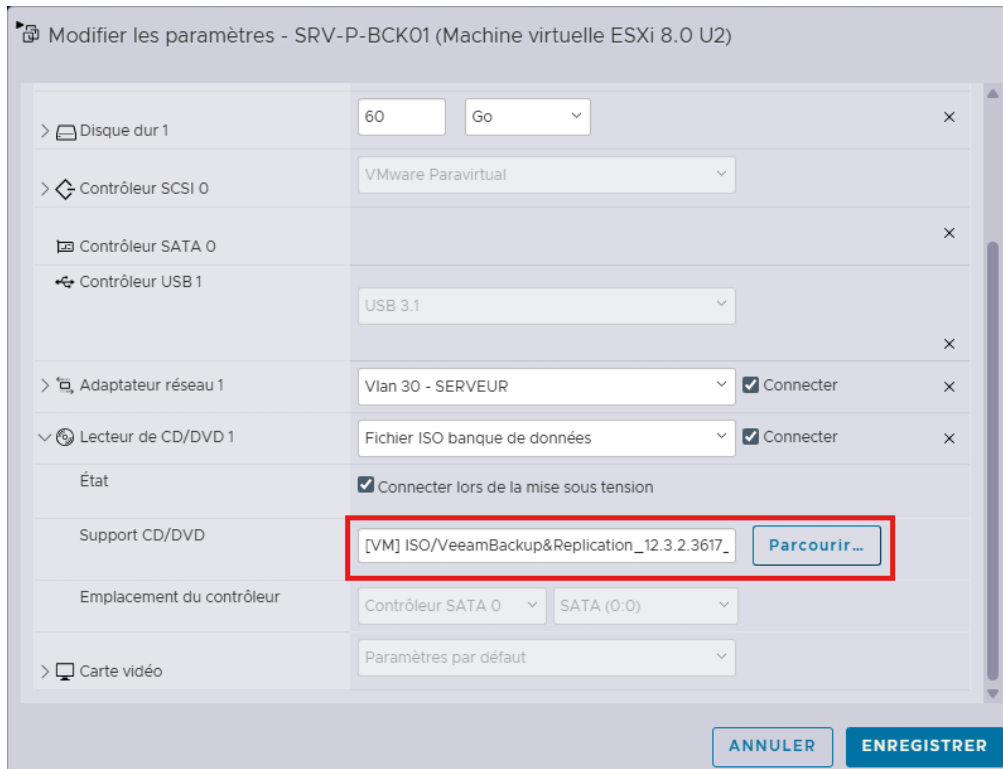 Modifier les paramètres - SRV-P-BCK01 (Machine virtuelle ESXi 8.0 U2)
Disque dur 1 60 Go
Contrôleur SCSI 0 VMware Paravirtual
Contrôleur SATA 0
Contrôleur USB 1
USB 3.1
Adaptateur réseau 1 Vlan 30 - SERVEUR Connecter
Lecteur de CD/DVD 1 Fichier ISO banque de données Connecter
État Connecter lors de la mise sous tension
Support CD/DVD [VM] ISO/VeeamBackup&Replication_12.3.2.3617_ Parcourir...
Emplacement du contrôleur Contrôleur SATA 0 SATA (0:0)
Carte vidéo Paramètres par défaut
ANNULER ENREGISTRER